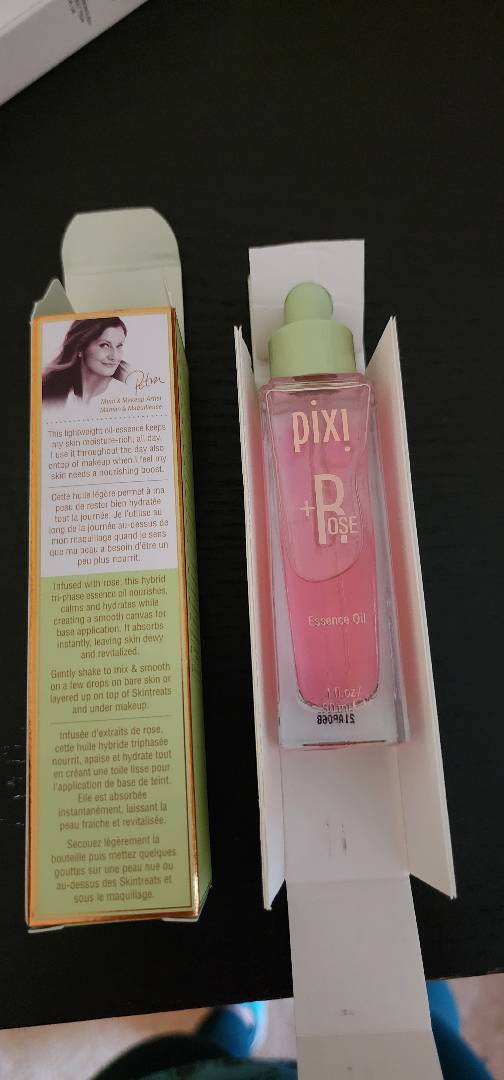 Petra
Mum & Makeup Artist
Maman & Maquilleuse
This lightweight oil-essence keeps
my skin moisture-rich, all day.
I use it throughout the day also
ontop of makeup when I feel my
skin needs a nourishing boost.
Cette huile légère permet à ma
peau de rester bien hydratée
tout la journée. Je l'utilise au
long de la journée au-dessus de
mon maquillage quand je sens
que ma peau a besoin d'être un
peu plus nourrit.
Infused with rose, this hybrid
tri-phase essence oil nourishes,
calms and hydrates while
creating a smooth canvas for
base application. It absorbs
instantly, leaving skin dewy
and revitalized.
Gently shake to mix & smooth
on a few drops on bare skin or
layered up on top of Skintreats
and under makeup.
Infusée d'extraits de rose,
cette huile hybride triphasée
nourrit, apaise et hydrate tout
en créant une toile lisse pour
l'application de base de teint.
Elle est absorbée
instantanément, laissant la
peau fraîche et revitalisée.
Secouez légèrement la
bouteille puis mettez quelques
gouttes sur une peau nue ou
au-dessus des Skintreats et
sous le maquillage.
pixi
+ROSE
Essence Oil
1 fl.oz/
21AP06B